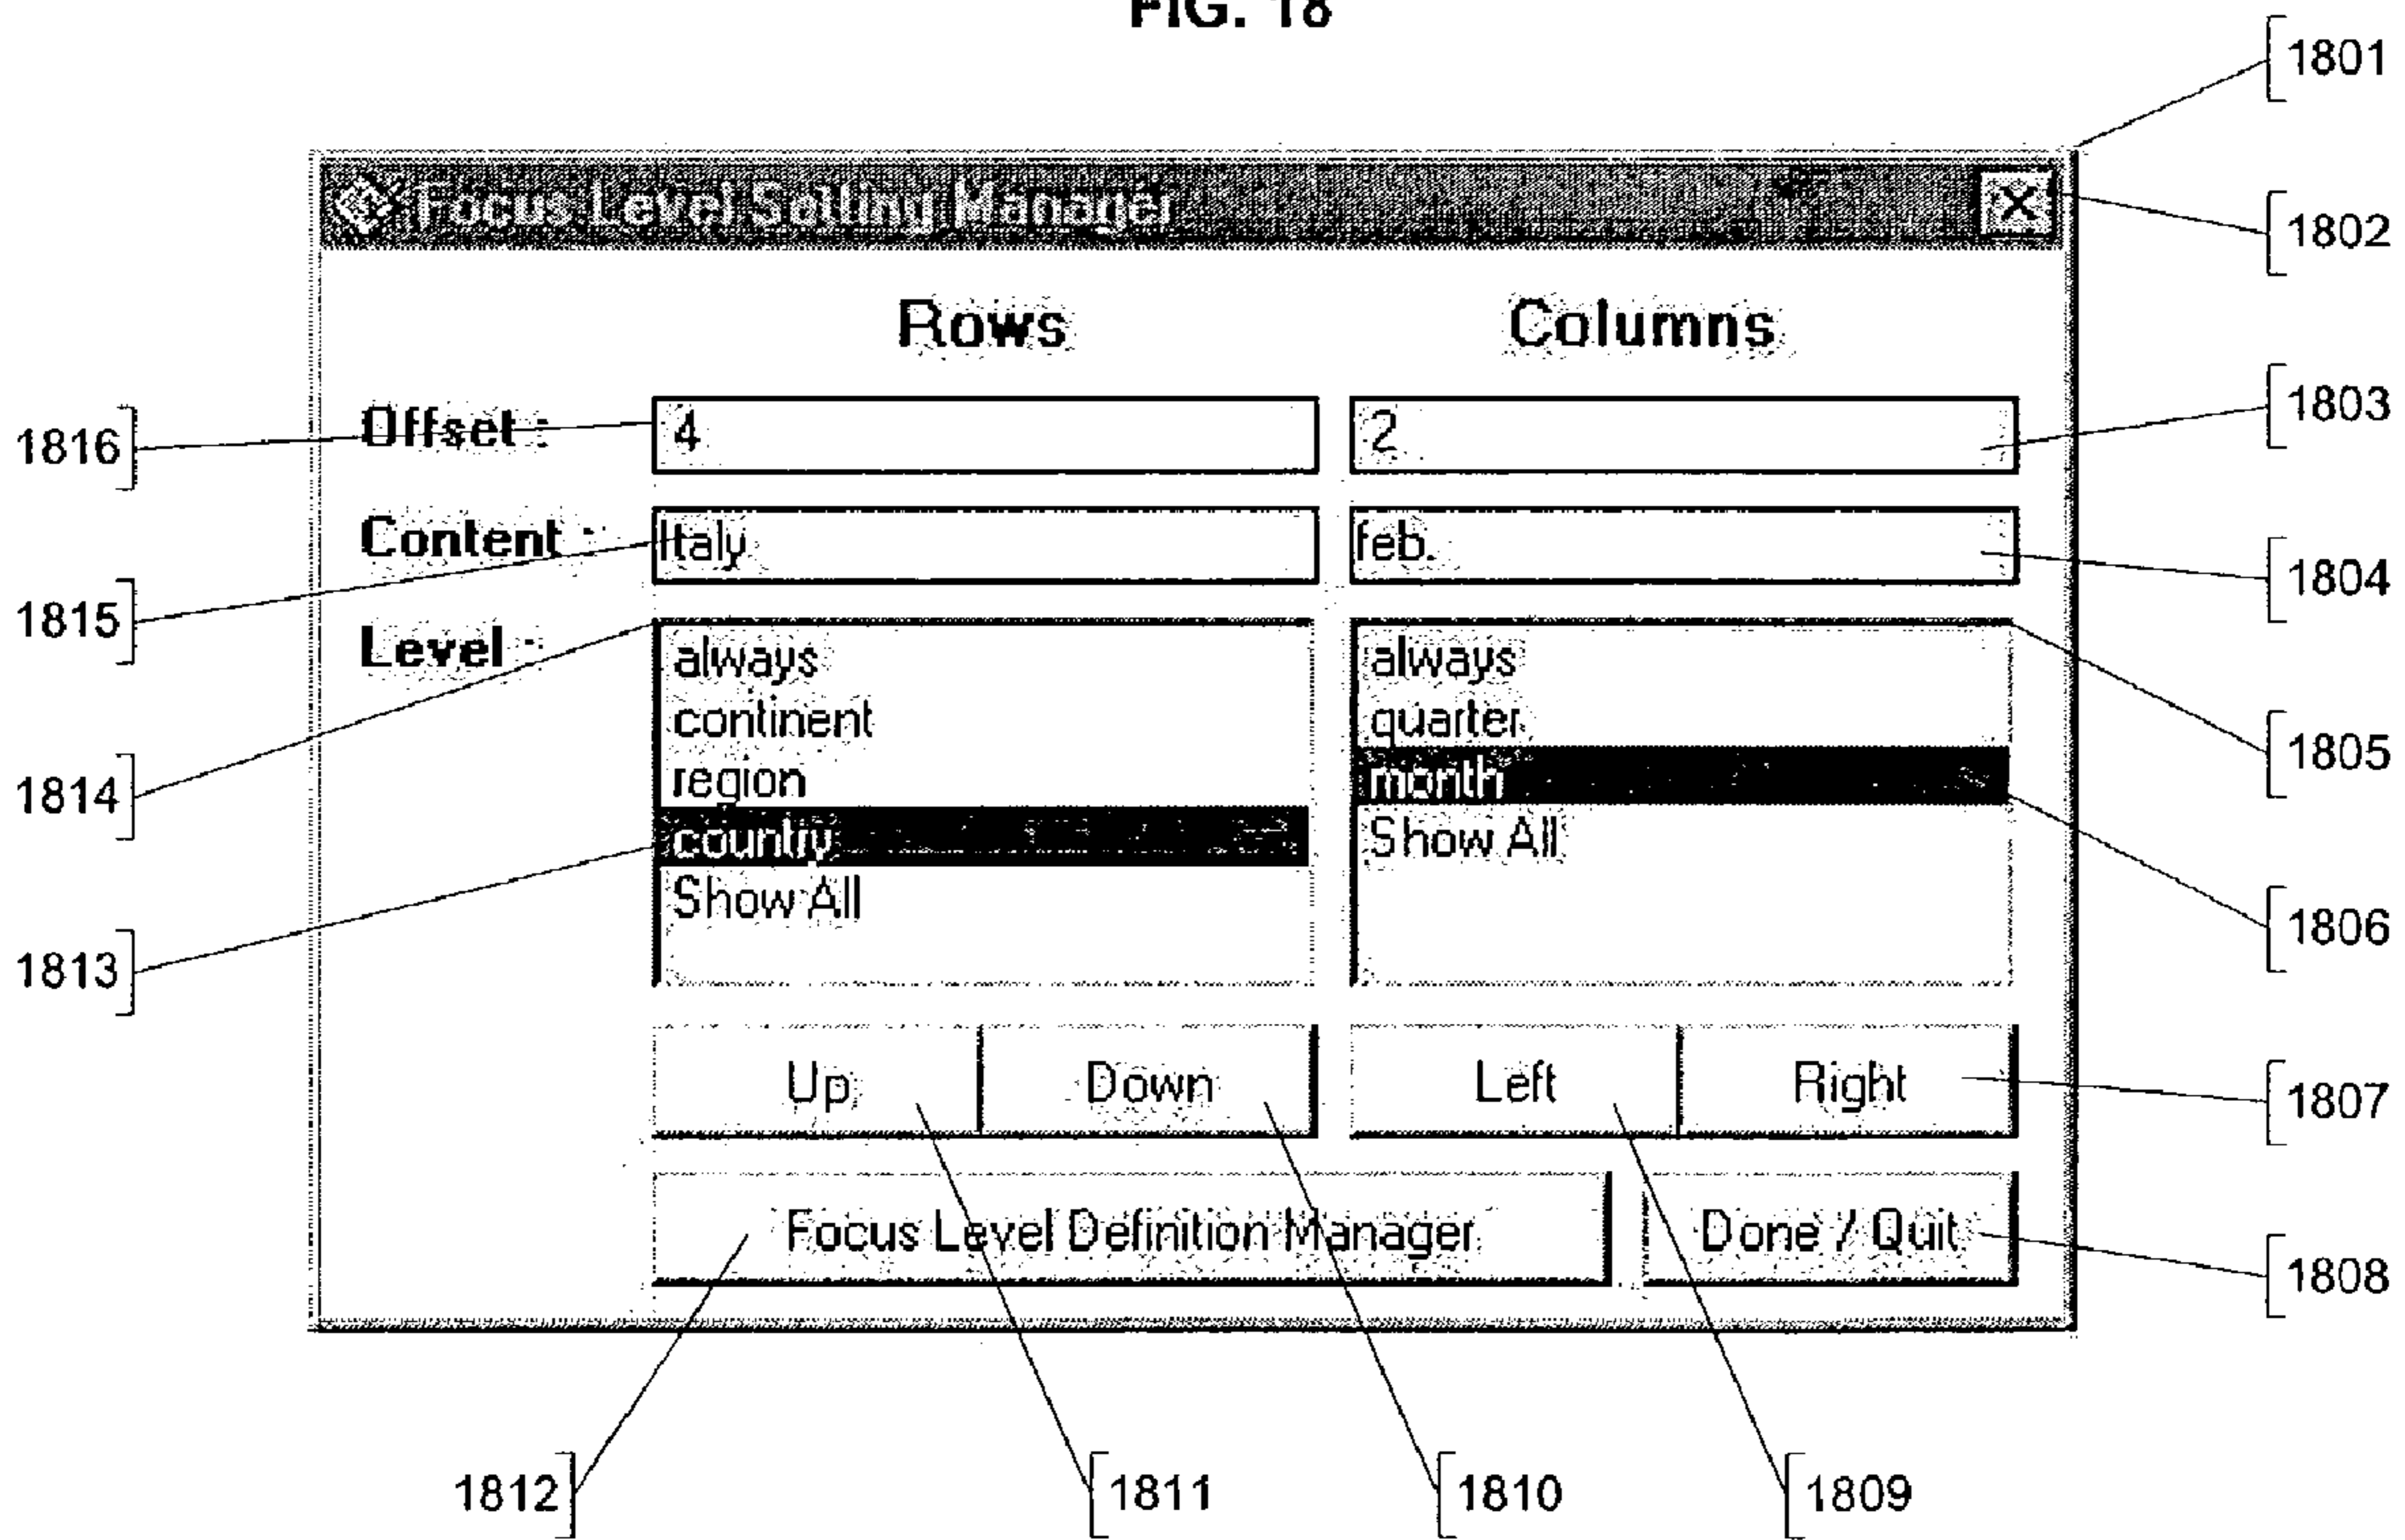 FIG. 18
1801
Focus Level Setting Manager
1802
Rows Columns
1803
1816 Offset : 4 2
Content : Italy feb.
1804
1815
Level : always always
continent quarter
1805
1814 region month
country Show All
Show All
1806
1813
Up Down Left Right
1807
Focus Level Definition Manager Done / Quit
1808
1812 1811 1810 1809